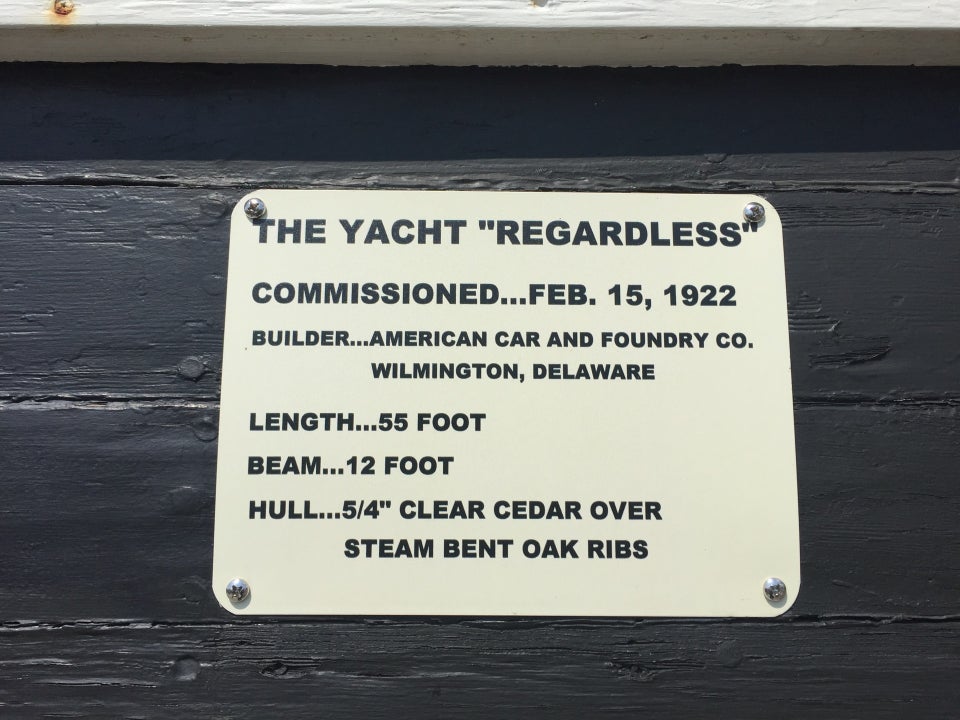 THE YACHT "REGARDLESS"
COMMISSIONED...FEB. 15, 1922
BUILDER...AMERICAN CAR AND FOUNDRY CO.
WILMINGTON, DELAWARE
LENGTH...55 FOOT
BEAM...12 FOOT
HULL...5/4" CLEAR CEDAR OVER
STEAM BENT OAK RIBS